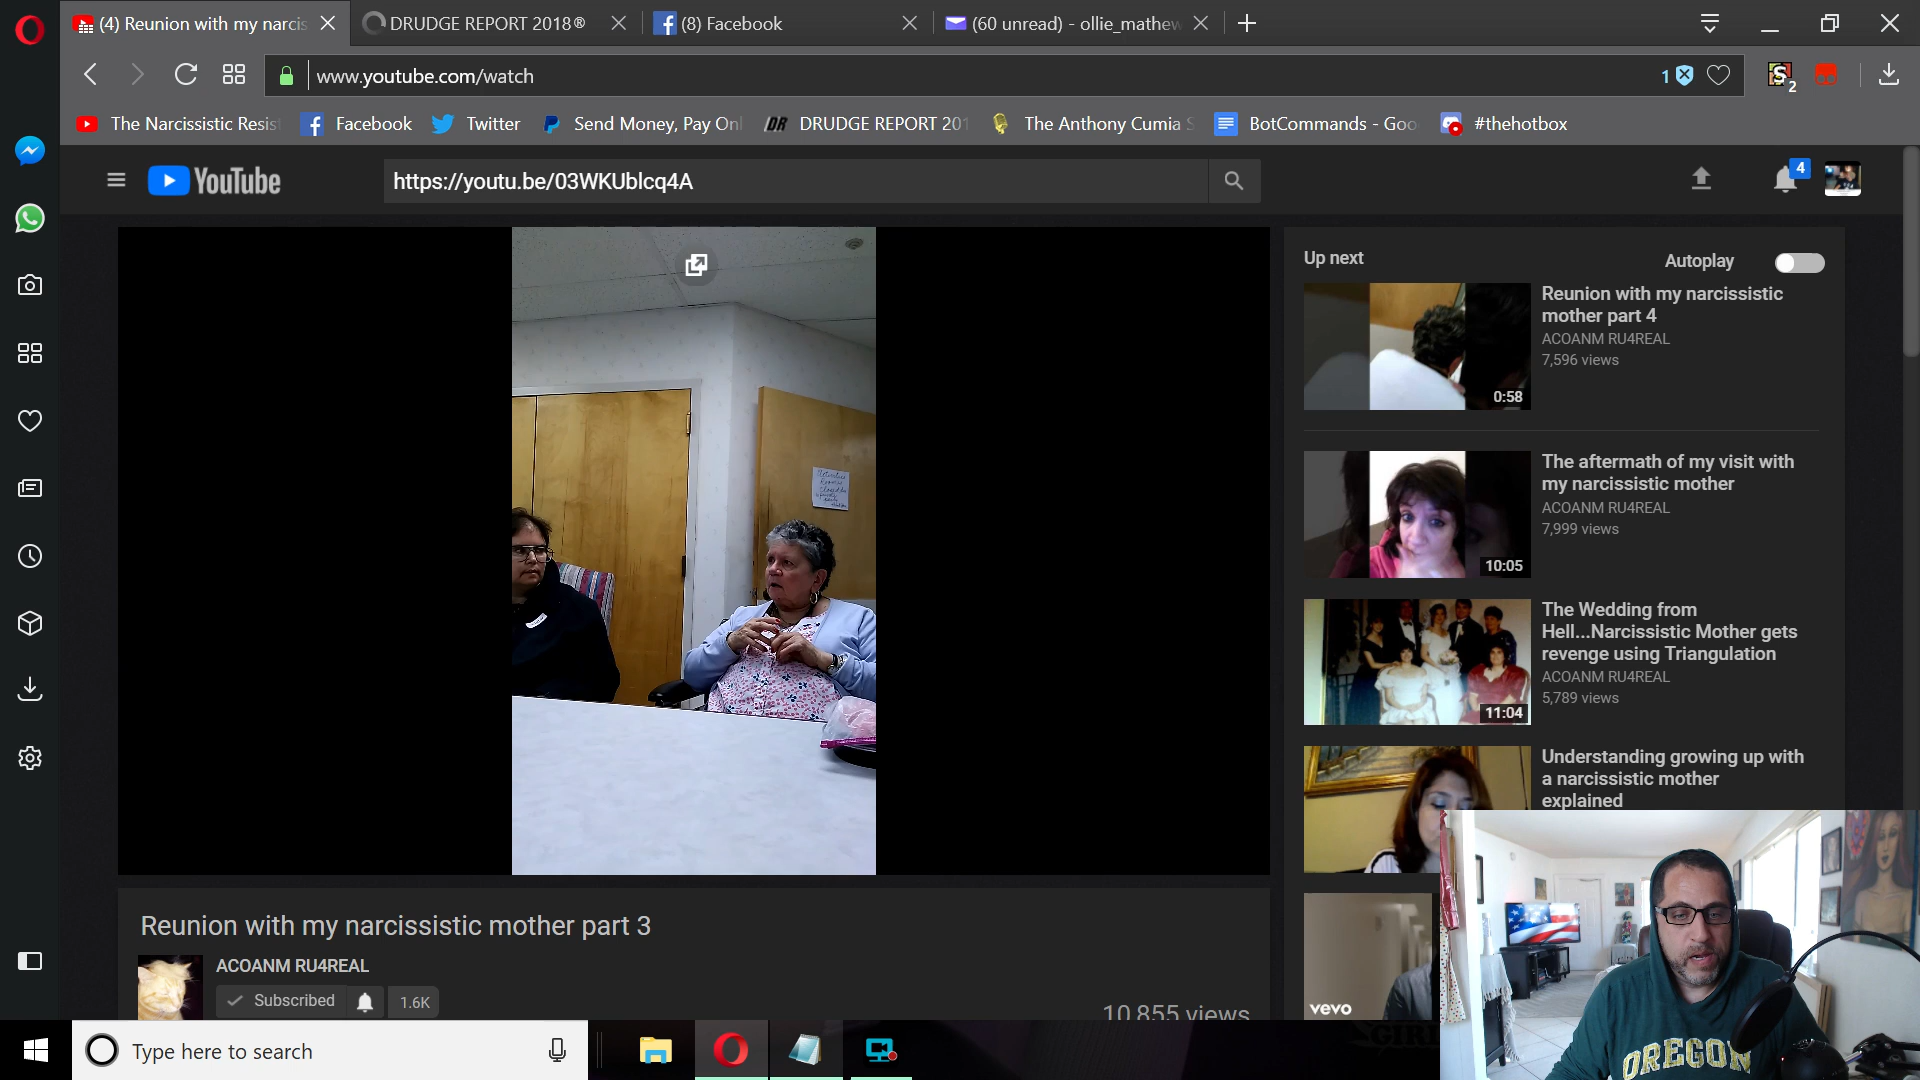 (4) Reunion with my narcis
DRUDGE REPORT 2018®
(8) Facebook
(60 unread) - ollie_mathew
www.youtube.com/watch
1
2
The Narcissistic Resis
Facebook
Twitter
Send Money, Pay Onl
DR
DRUDGE REPORT 201
The Anthony Cumia S
BotCommands - Goo
#thehotbox
YouTube
https://youtu.be/03WKUblcq4A
4
Up next
Autoplay
Reunion with my narcissistic
mother part 4
ACOANM RU4REAL
7,596 views
0:58
The aftermath of my visit with
my narcissistic mother
ACOANM RU4REAL
7,999 views
10:05
The Wedding from
Hell...Narcissistic Mother gets
revenge using Triangulation
ACOANM RU4REAL
5,789 views
11:04
Understanding growing up with
a narcissistic mother
explained
vevo
Reunion with my narcissistic mother part 3
ACOANM RU4REAL
Subscribed
1.6K
10,855 views
Type here to search
OREGON